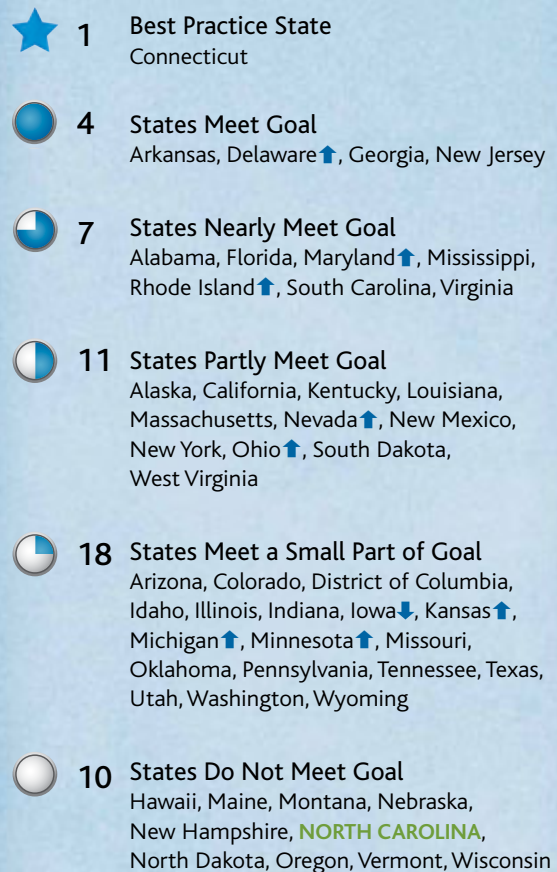 1 Best Practice State
Connecticut
4 States Meet Goal
Arkansas, Delaware⬆, Georgia, New Jersey
7 States Nearly Meet Goal
Alabama, Florida, Maryland⬆, Mississippi,
Rhode Island⬆, South Carolina, Virginia
11 States Partly Meet Goal
Alaska, California, Kentucky, Louisiana,
Massachusetts, Nevada⬆, New Mexico,
New York, Ohio⬆, South Dakota,
West Virginia
18 States Meet a Small Part of Goal
Arizona, Colorado, District of Columbia,
Idaho, Illinois, Indiana, Iowa⬇, Kansas⬆,
Michigan⬆, Minnesota⬆, Missouri,
Oklahoma, Pennsylvania, Tennessee, Texas,
Utah, Washington, Wyoming
10 States Do Not Meet Goal
Hawaii, Maine, Montana, Nebraska,
New Hampshire, NORTH CAROLINA,
North Dakota, Oregon, Vermont, Wisconsin